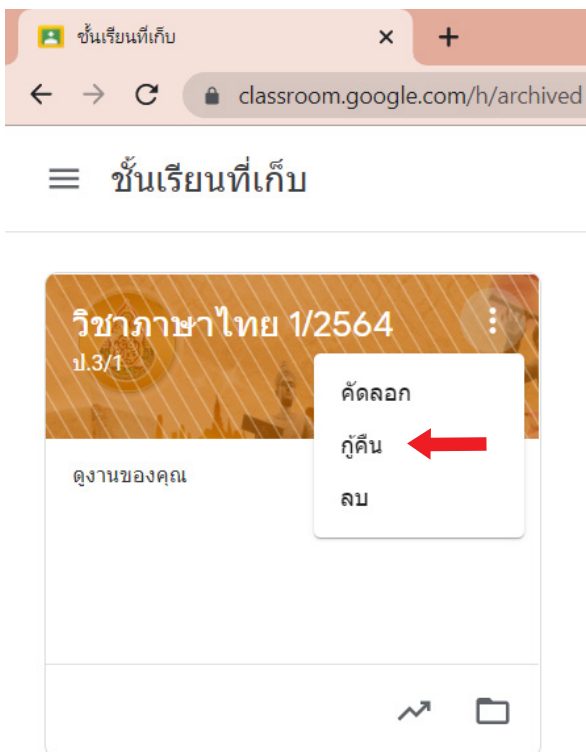 ชั้นเรียนที่เก็บ
classroom.google.com/h/archived
ชั้นเรียนที่เก็บ
วิชาภาษาไทย 1/2564
ป.3/1
คัดลอก
กู้คืน
ลบ
ดูงานของคุณ